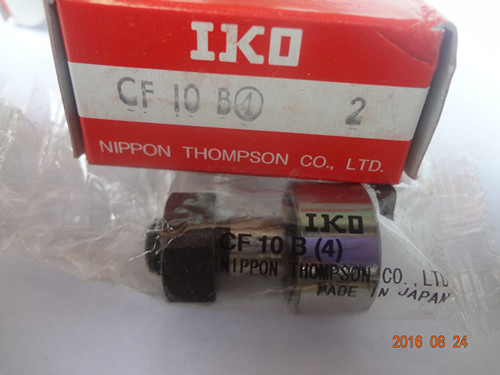 IKO
CF 10 B④ 2
NIPPON THOMPSON CO., LTD.
IKO
CF 10 B (4)
NIPPON THOMPSON CO., LTD
MADE IN JAPAN
2016 08 24